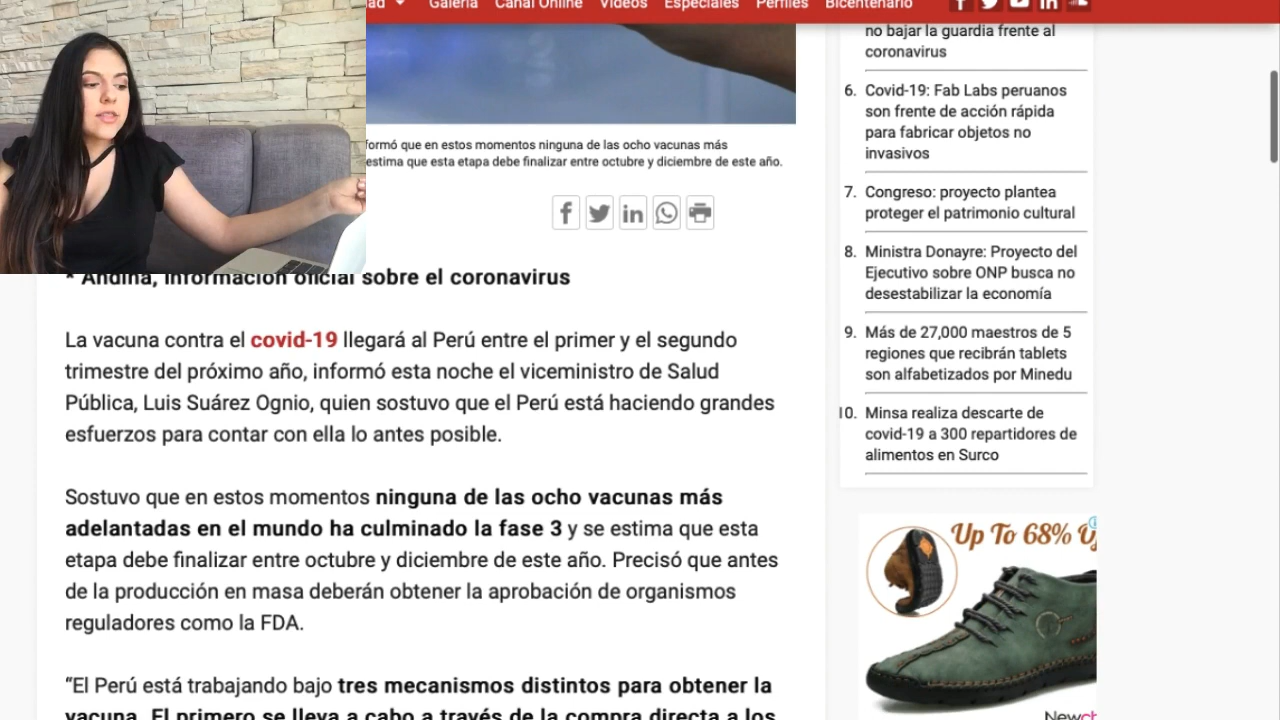 Galería Canal Online Videos Especiales Perfiles Bicentenario
formó que en estos momentos ninguna de las ocho vacunas más
estima que esta etapa debe finalizar entre octubre y diciembre de este año.
* Andina, información oficial sobre el coronavirus
La vacuna contra el covid-19 llegará al Perú entre el primer y el segundo
trimestre del próximo año, informó esta noche el viceministro de Salud
Pública, Luis Suárez Ognio, quien sostuvo que el Perú está haciendo grandes
esfuerzos para contar con ella lo antes posible.
Sostuvo que en estos momentos ninguna de las ocho vacunas más
adelantadas en el mundo ha culminado la fase 3 y se estima que esta
etapa debe finalizar entre octubre y diciembre de este año. Precisó que antes
de la producción en masa deberán obtener la aprobación de organismos
reguladores como la FDA.
“El Perú está trabajando bajo tres mecanismos distintos para obtener la
vacuna. El primero se lleva a cabo a través de la compra directa a los
no bajar la guardia frente al
coronavirus
6. Covid-19: Fab Labs peruanos
son frente de acción rápida
para fabricar objetos no
invasivos
7. Congreso: proyecto plantea
proteger el patrimonio cultural
8. Ministra Donayre: Proyecto del
Ejecutivo sobre ONP busca no
desestabilizar la economía
9. Más de 27,000 maestros de 5
regiones que recibrán tablets
son alfabetizados por Minedu
10. Minsa realiza descarte de
covid-19 a 300 repartidores de
alimentos en Surco
Up To 68%
Newch